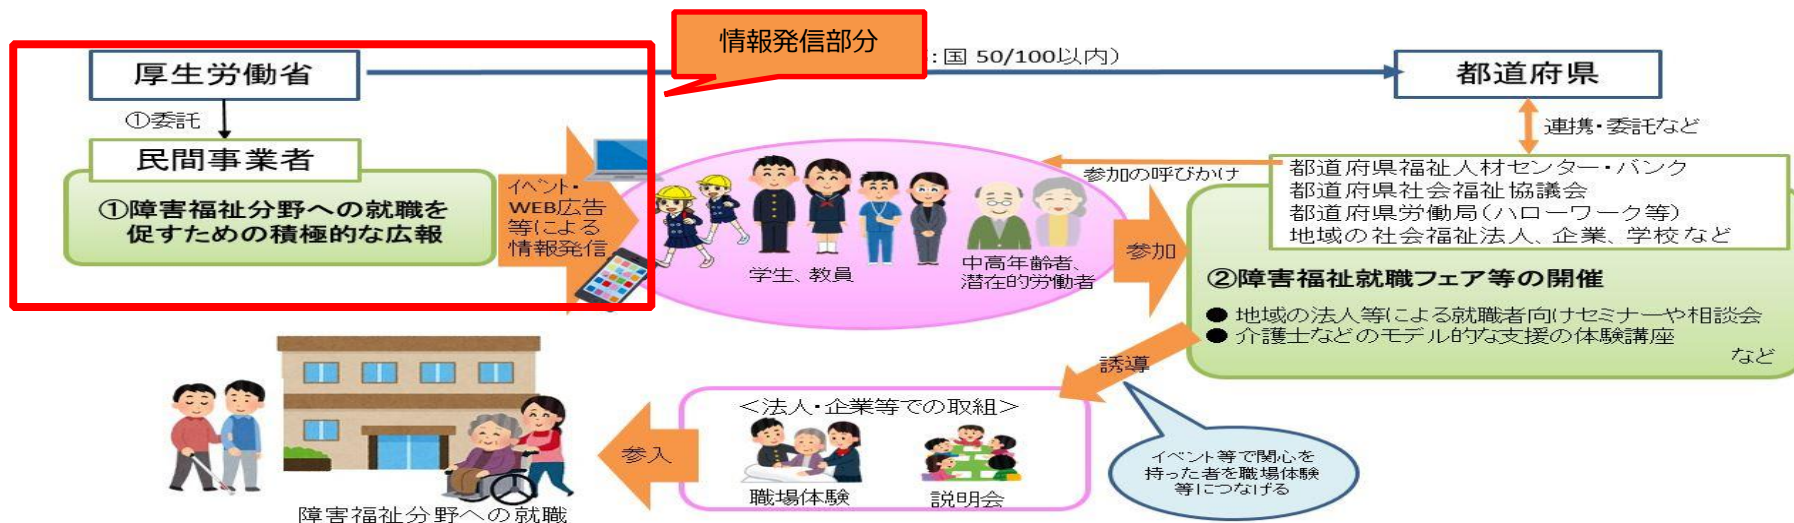 情報発信部分
厚生労働省
：国 50/100以内）
都道府県
①委託
連携・委託など
民間事業者
①障害福祉分野への就職を
促すための積極的な広報
イベント・
WEB広告
等による
情報発信
学生、教員
中高年齢者、
潜在的労働者
参加の呼びかけ
参加
都道府県福祉人材センター・バンク
都道府県社会福祉協議会
都道府県労働局（ハローワーク等）
地域の社会福祉法人、企業、学校など
②障害福祉就職フェア等の開催
● 地域の法人等による就職者向けセミナーや相談会
● 介護士などのモデル的な支援の体験講座
など
誘導
イベント等で関心を
持った者を職場体験
等につなげる
＜法人・企業等での取組＞
職場体験
説明会
参入
障害福祉分野への就職